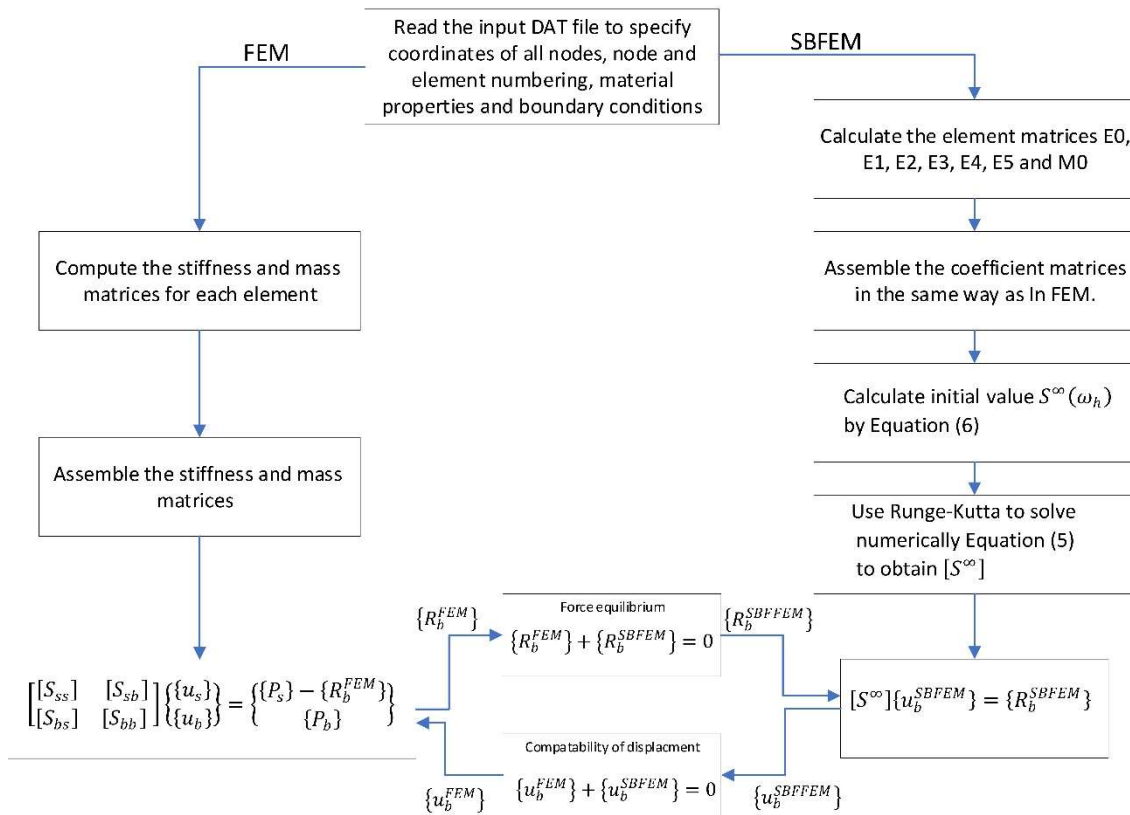 FEM
Read the input DAT file to specify
coordinates of all nodes, node and
element numbering, material
properties and boundary conditions
SBFEM
Calculate the element matrices E0,
E1, E2, E3, E4, E5 and M0
Compute the stiffness and mass
matrices for each element
Assemble the coefficient matrices
in the same way as In FEM.
Calculate initial value S^∞(ω_h)
by Equation (6)
Assemble the stiffness and mass
matrices
Use Runge-Kutta to solve
numerically Equation (5)
to obtain [S^∞]
{R_b^FEM}
Force equilibrium
{R_b^FEM} + {R_b^SBFEM} = 0
{R_b^SBFFEM}
[[S_ss] [S_sb]] {{u_s}} = {{P_s} − {R_b^FEM}}
[[S_bs] [S_bb]] {{u_b}} {{P_b}}
[S^∞]{u_b^SBFEM} = {R_b^SBFEM}
Compatability of displacment
{u_b^FEM} + {u_b^SBFEM} = 0
{u_b^FEM}
{u_b^SBFFEM}